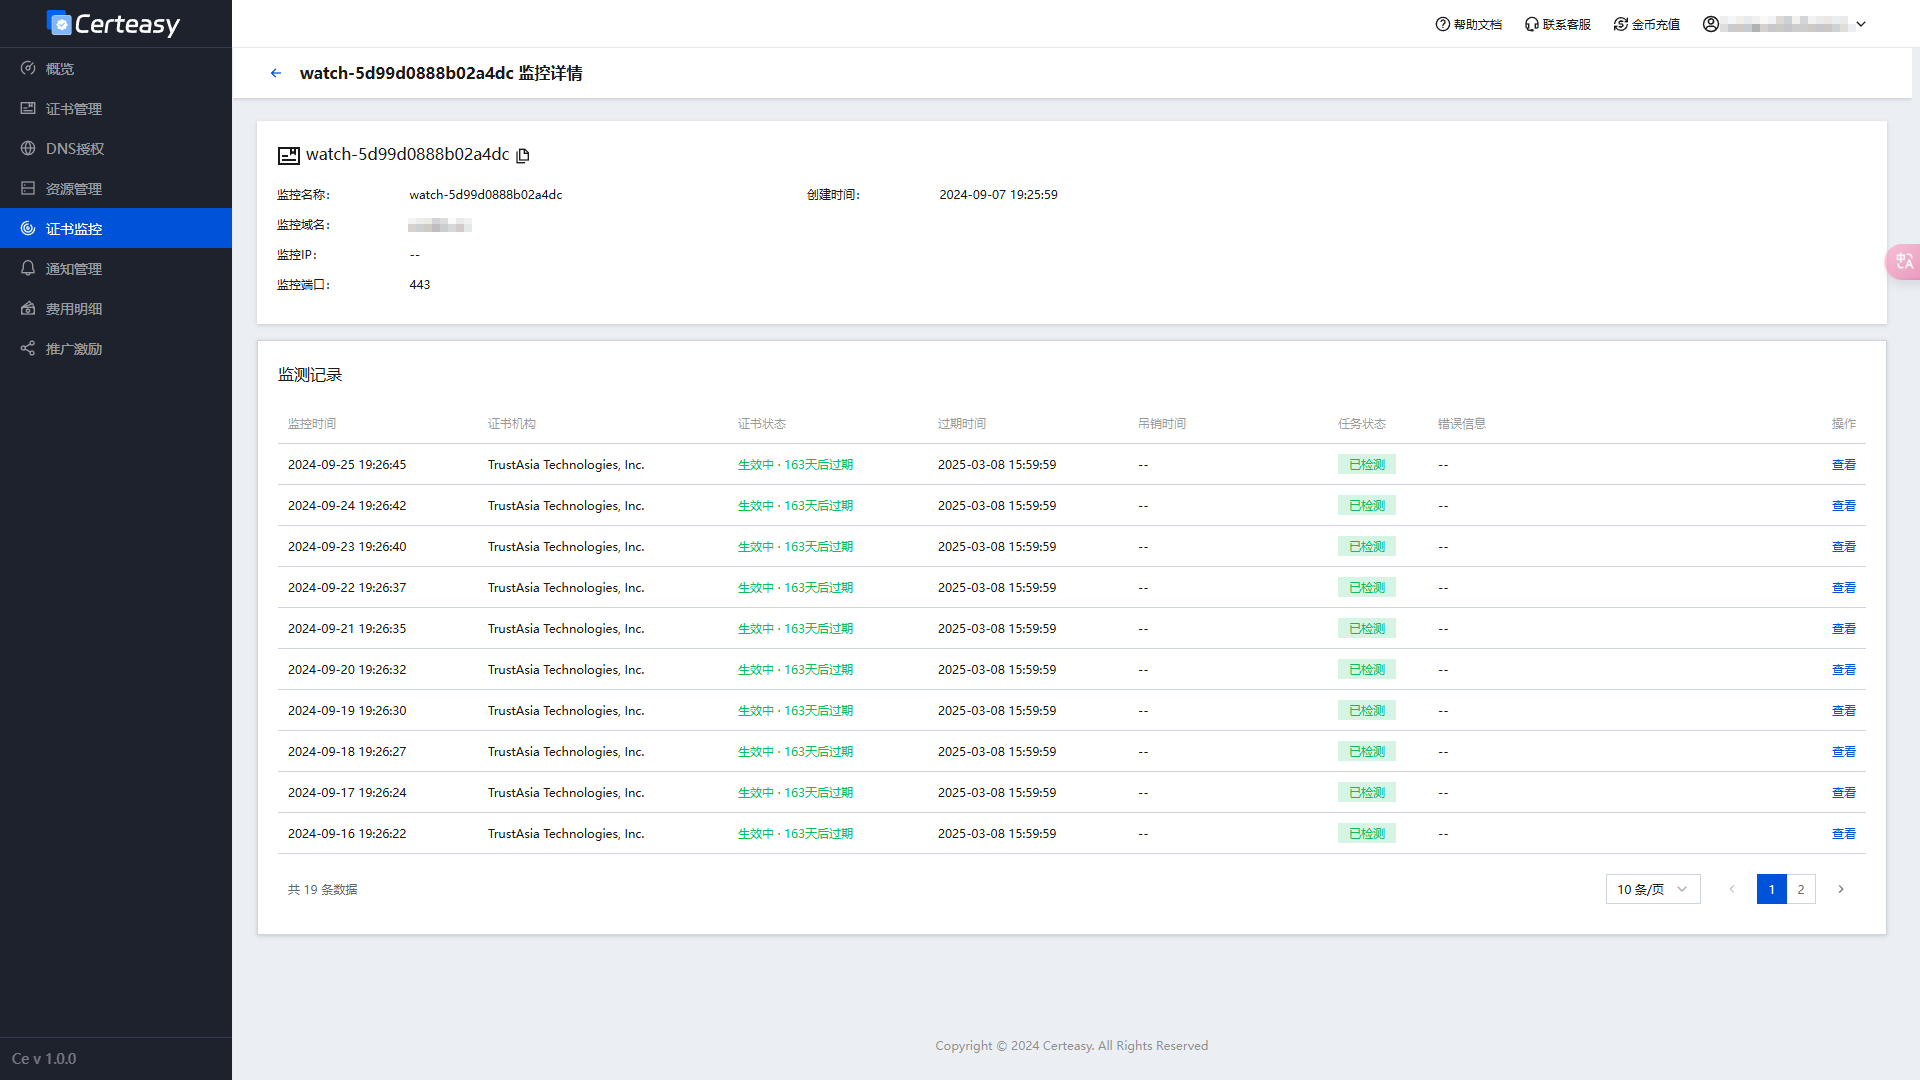 Certeasy
帮助文档
联系客服
金币充值
概览
证书管理
DNS授权
资源管理
证书监控
通知管理
费用明细
推广激励
Ce v 1.0.0
watch-5d99d0888b02a4dc 监控详情
watch-5d99d0888b02a4dc
监控名称: watch-5d99d0888b02a4dc 创建时间: 2024-09-07 19:25:59
监控域名:
监控IP: --
监控端口: 443
监测记录
监控时间 证书机构 证书状态 过期时间 吊销时间 任务状态 错误信息 操作
2024-09-25 19:26:45 TrustAsia Technologies, Inc. 生效中 · 163天后过期 2025-03-08 15:59:59 -- 已检测 -- 查看
2024-09-24 19:26:42 TrustAsia Technologies, Inc. 生效中 · 163天后过期 2025-03-08 15:59:59 -- 已检测 -- 查看
2024-09-23 19:26:40 TrustAsia Technologies, Inc. 生效中 · 163天后过期 2025-03-08 15:59:59 -- 已检测 -- 查看
2024-09-22 19:26:37 TrustAsia Technologies, Inc. 生效中 · 163天后过期 2025-03-08 15:59:59 -- 已检测 -- 查看
2024-09-21 19:26:35 TrustAsia Technologies, Inc. 生效中 · 163天后过期 2025-03-08 15:59:59 -- 已检测 -- 查看
2024-09-20 19:26:32 TrustAsia Technologies, Inc. 生效中 · 163天后过期 2025-03-08 15:59:59 -- 已检测 -- 查看
2024-09-19 19:26:30 TrustAsia Technologies, Inc. 生效中 · 163天后过期 2025-03-08 15:59:59 -- 已检测 -- 查看
2024-09-18 19:26:27 TrustAsia Technologies, Inc. 生效中 · 163天后过期 2025-03-08 15:59:59 -- 已检测 -- 查看
2024-09-17 19:26:24 TrustAsia Technologies, Inc. 生效中 · 163天后过期 2025-03-08 15:59:59 -- 已检测 -- 查看
2024-09-16 19:26:22 TrustAsia Technologies, Inc. 生效中 · 163天后过期 2025-03-08 15:59:59 -- 已检测 -- 查看
共 19 条数据 10 条/页 1 2
Copyright © 2024 Certeasy. All Rights Reserved